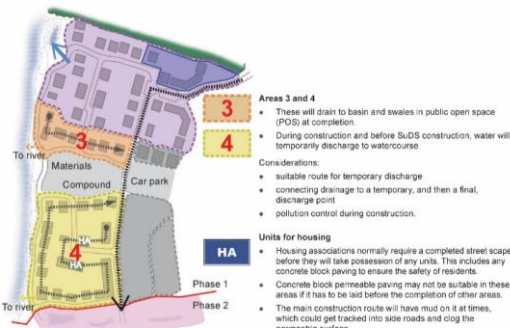 3
To river
Materials
Compound
Car park
HA
4
HA
To river
Phase 1
Phase 2
3
4
HA
Areas 3 and 4
• These will drain to basin and swales in public open space
(POS) at completion.
• During construction and before SuDS construction, water will
temporarily discharge to watercourse
Considerations:
• suitable route for temporary discharge
• connecting drainage to a temporary, and then a final,
discharge point
• pollution control during construction.
Units for housing
• Housing associations normally require a completed street scape
before they will take possession of any units. This includes any
concrete block paving to ensure the safety of residents.
• Concrete block permeable paving may not be suitable in these
areas if it has to be laid before the completion of other areas.
• The main construction route will have mud on it at times,
which could get tracked into side roads and clog the